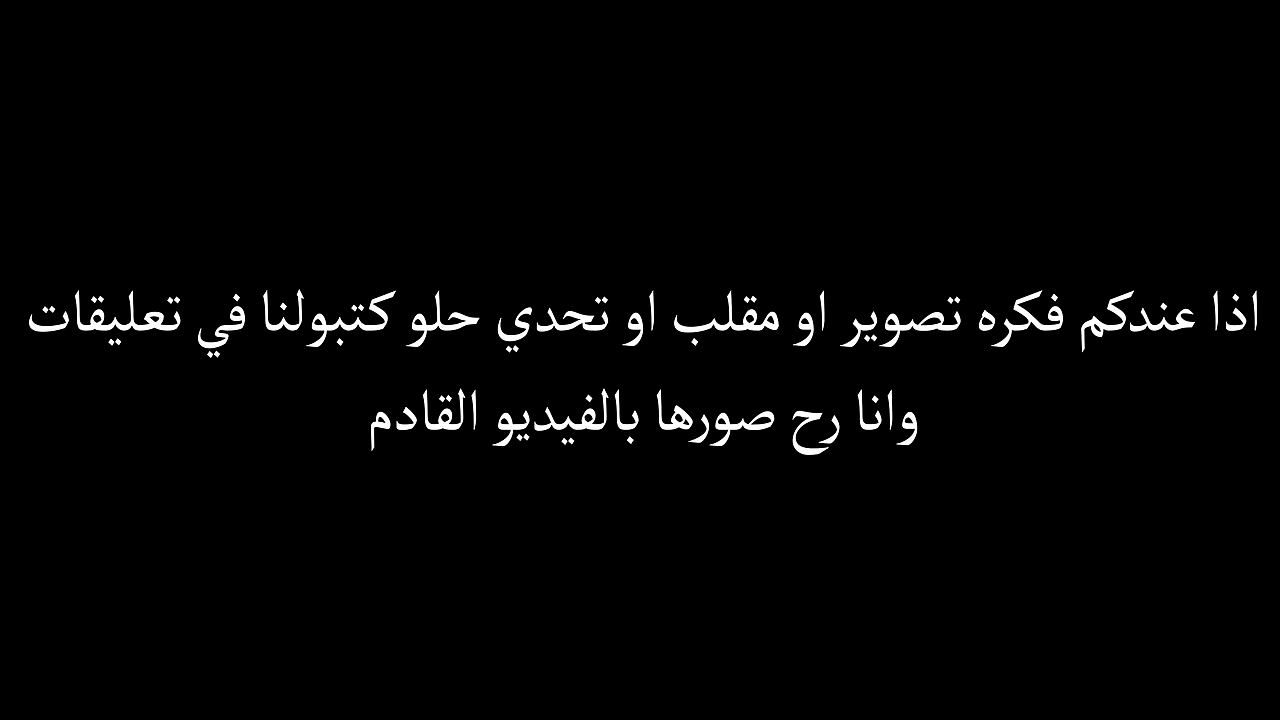 اذا عندكم فكره تصوير او مقلب او تحدي حلو كتبولنا في تعليقات
وانا رح صورها بالفيديو القادم